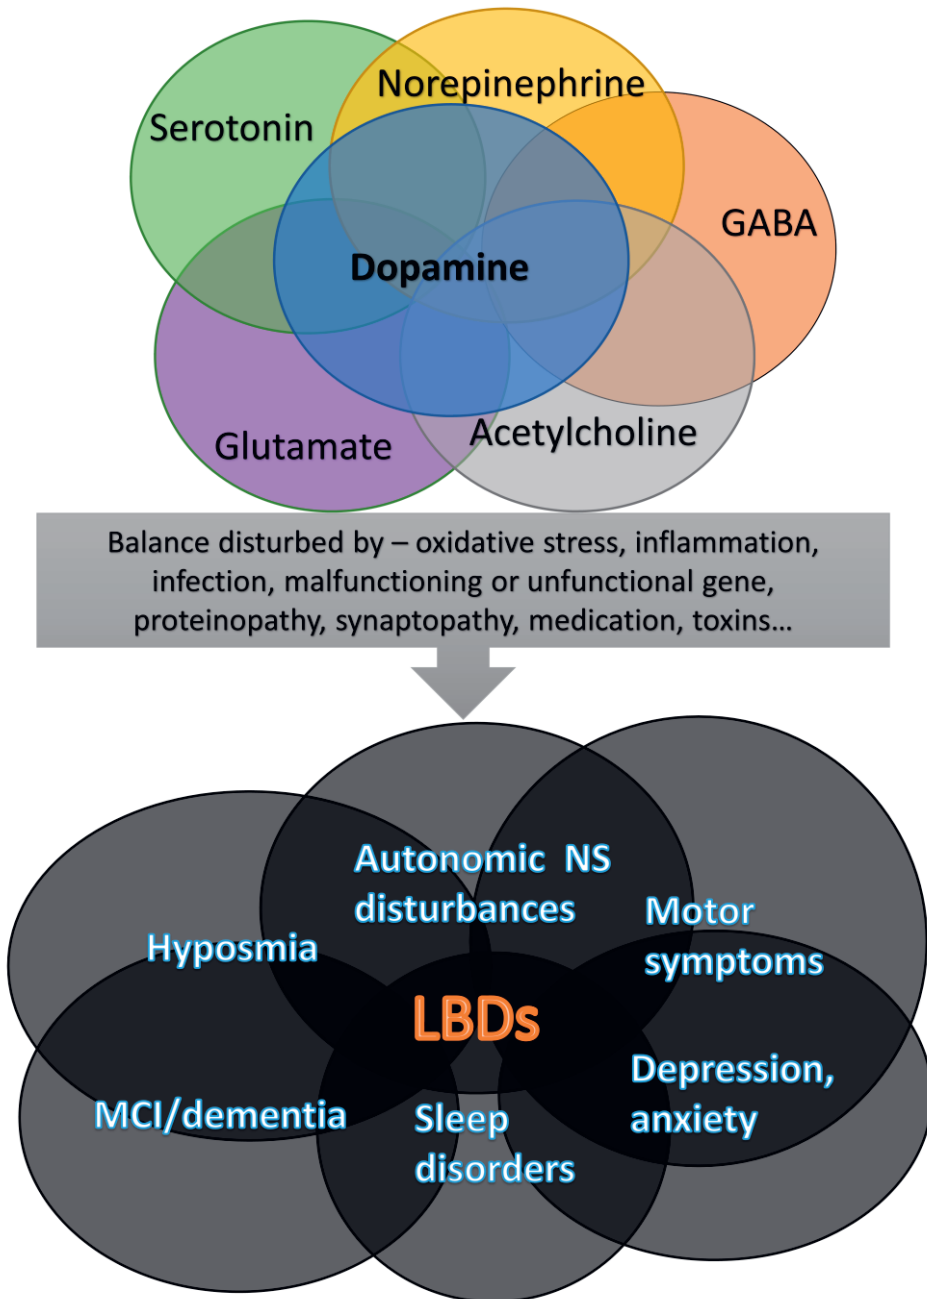 Norepinephrine
Serotonin
GABA
Dopamine
Glutamate
Acetylcholine
Balance disturbed by – oxidative stress, inflammation,
infection, malfunctioning or unfunctional gene,
proteinopathy, synaptopathy, medication, toxins...
Autonomic NS
disturbances
Motor
symptoms
Hyposmia
LBDs
Depression,
anxiety
MCI/dementia
Sleep
disorders